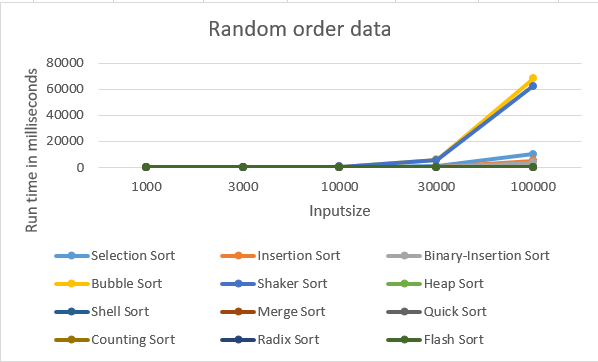 Random order data
Run time in milliseconds
80000
60000
40000
20000
0
1000 3000 10000 30000 100000
Inputsize
Selection Sort Insertion Sort Binary-Insertion Sort
Bubble Sort Shaker Sort Heap Sort
Shell Sort Merge Sort Quick Sort
Counting Sort Radix Sort Flash Sort